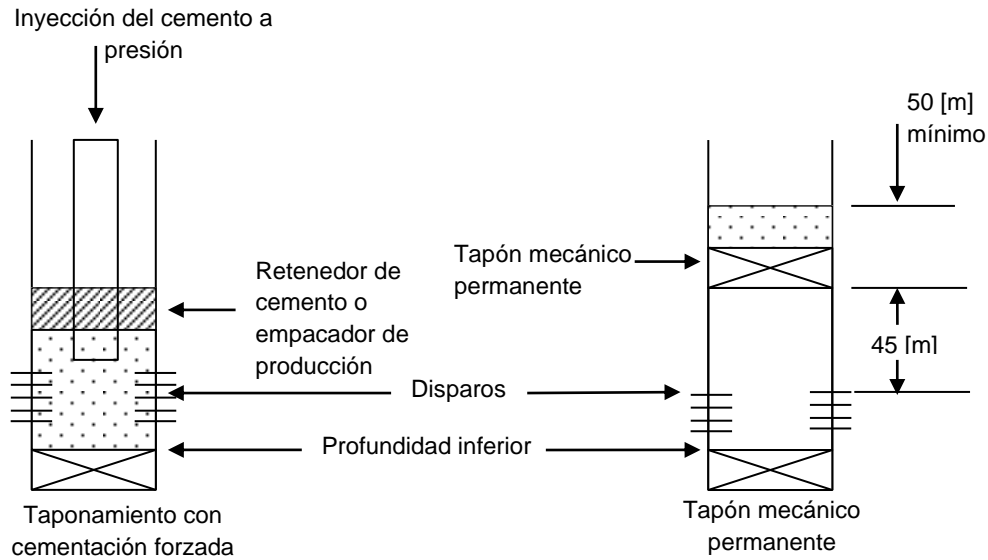 Inyección del cemento a
presión
50 [m]
mínimo
Tapón mecánico
permanente
Retenedor de
cemento o
empacador de
producción
45 [m]
Disparos
Profundidad inferior
Taponamiento con
cementación forzada
Tapón mecánico
permanente